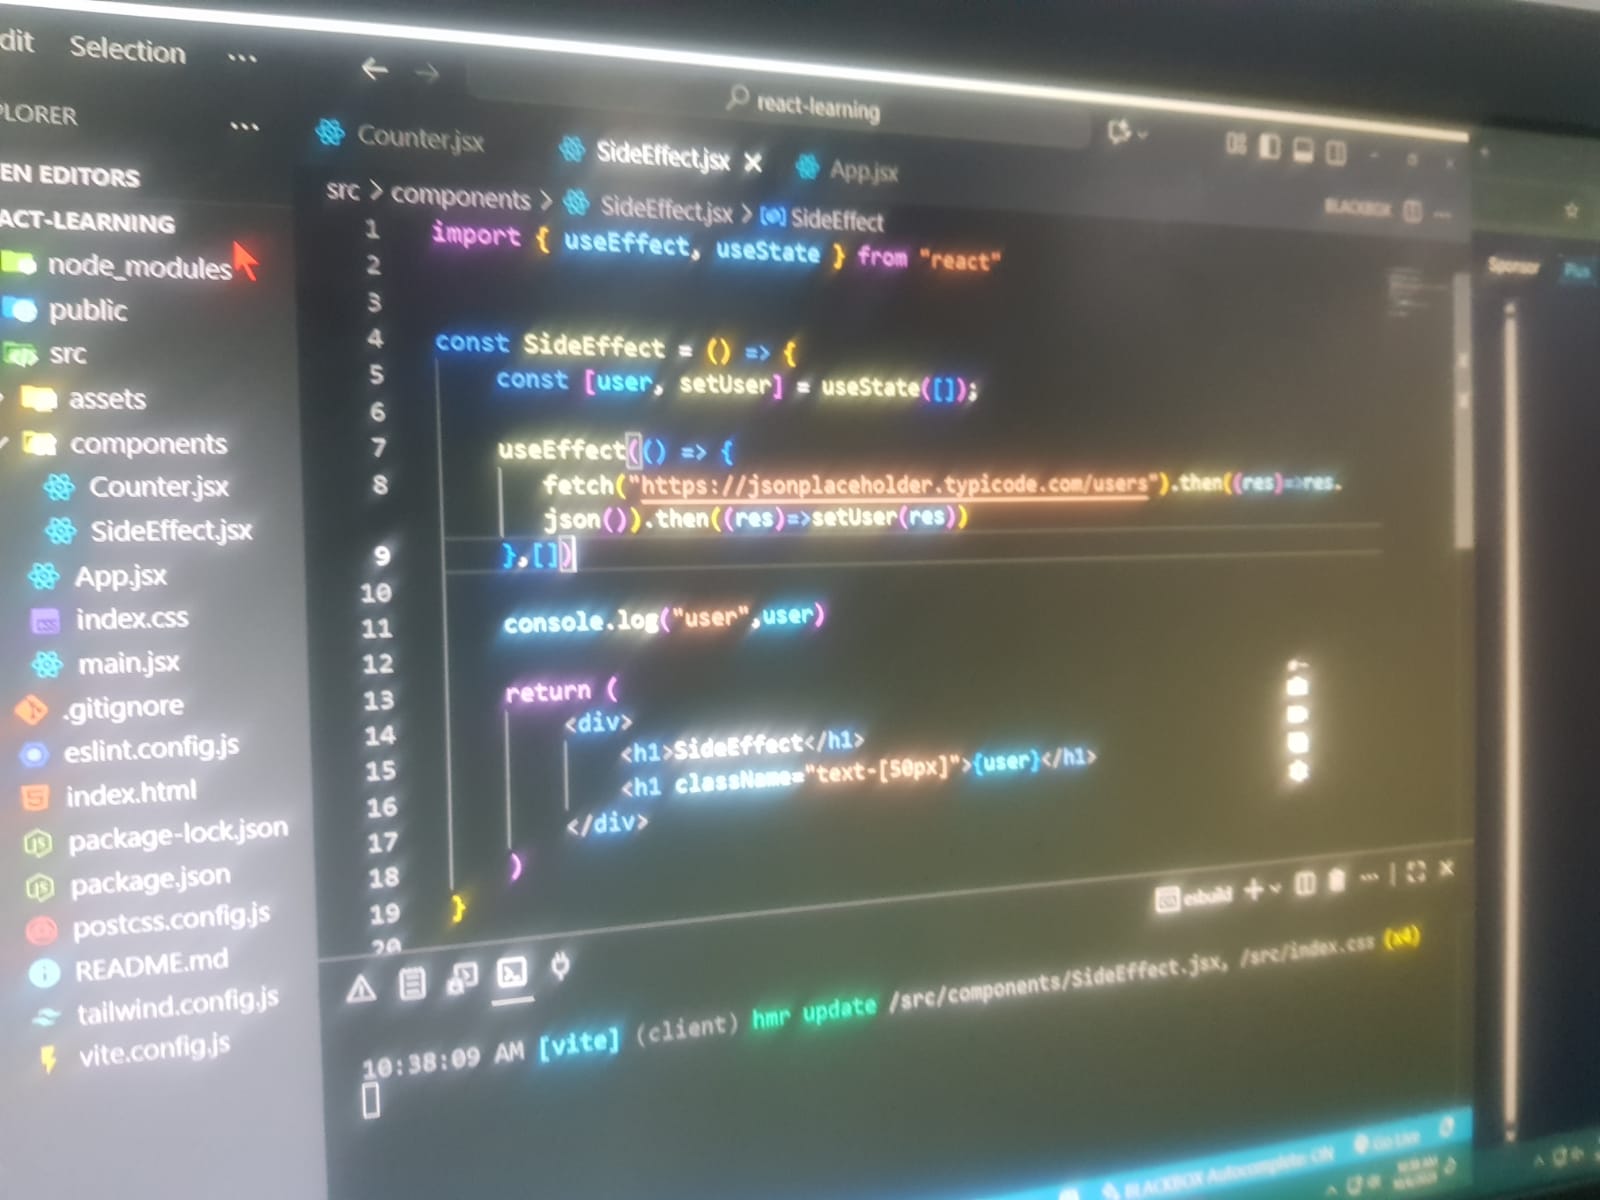 dit Selection ...
react-learning
PLORER ...
EN EDITORS
ACT-LEARNING
node_modules
public
src
assets
components
Counter.jsx
SideEffect.jsx
App.jsx
index.css
main.jsx
.gitignore
eslint.config.js
index.html
package-lock.json
package.json
postcss.config.js
README.md
tailwind.config.js
vite.config.js
Counter.jsx SideEffect.jsx App.jsx
src > components > SideEffect.jsx > SideEffect
BLACKBOX
1 import { useEffect, useState } from "react"
2
3
4 const SideEffect = () => {
5 const [user, setUser] = useState([]);
6
7 useEffect(() => {
8 fetch("https://jsonplaceholder.typicode.com/users").then((res)=>res.
json()).then((res)=>setUser(res))
9 },[])
10
11 console.log("user",user)
12
13 return (
14 <div>
15 <h1>SideEffect</h1>
16 <h1 className="text-[50px]">{user}</h1>
17 </div>
18 )
19 }
20
esbuild
10:38:09 AM [vite] (client) hmr update /src/components/SideEffect.jsx, /src/index.css (x4)
BLACKBOX Autocomplete: ON Go Live
Sponsor